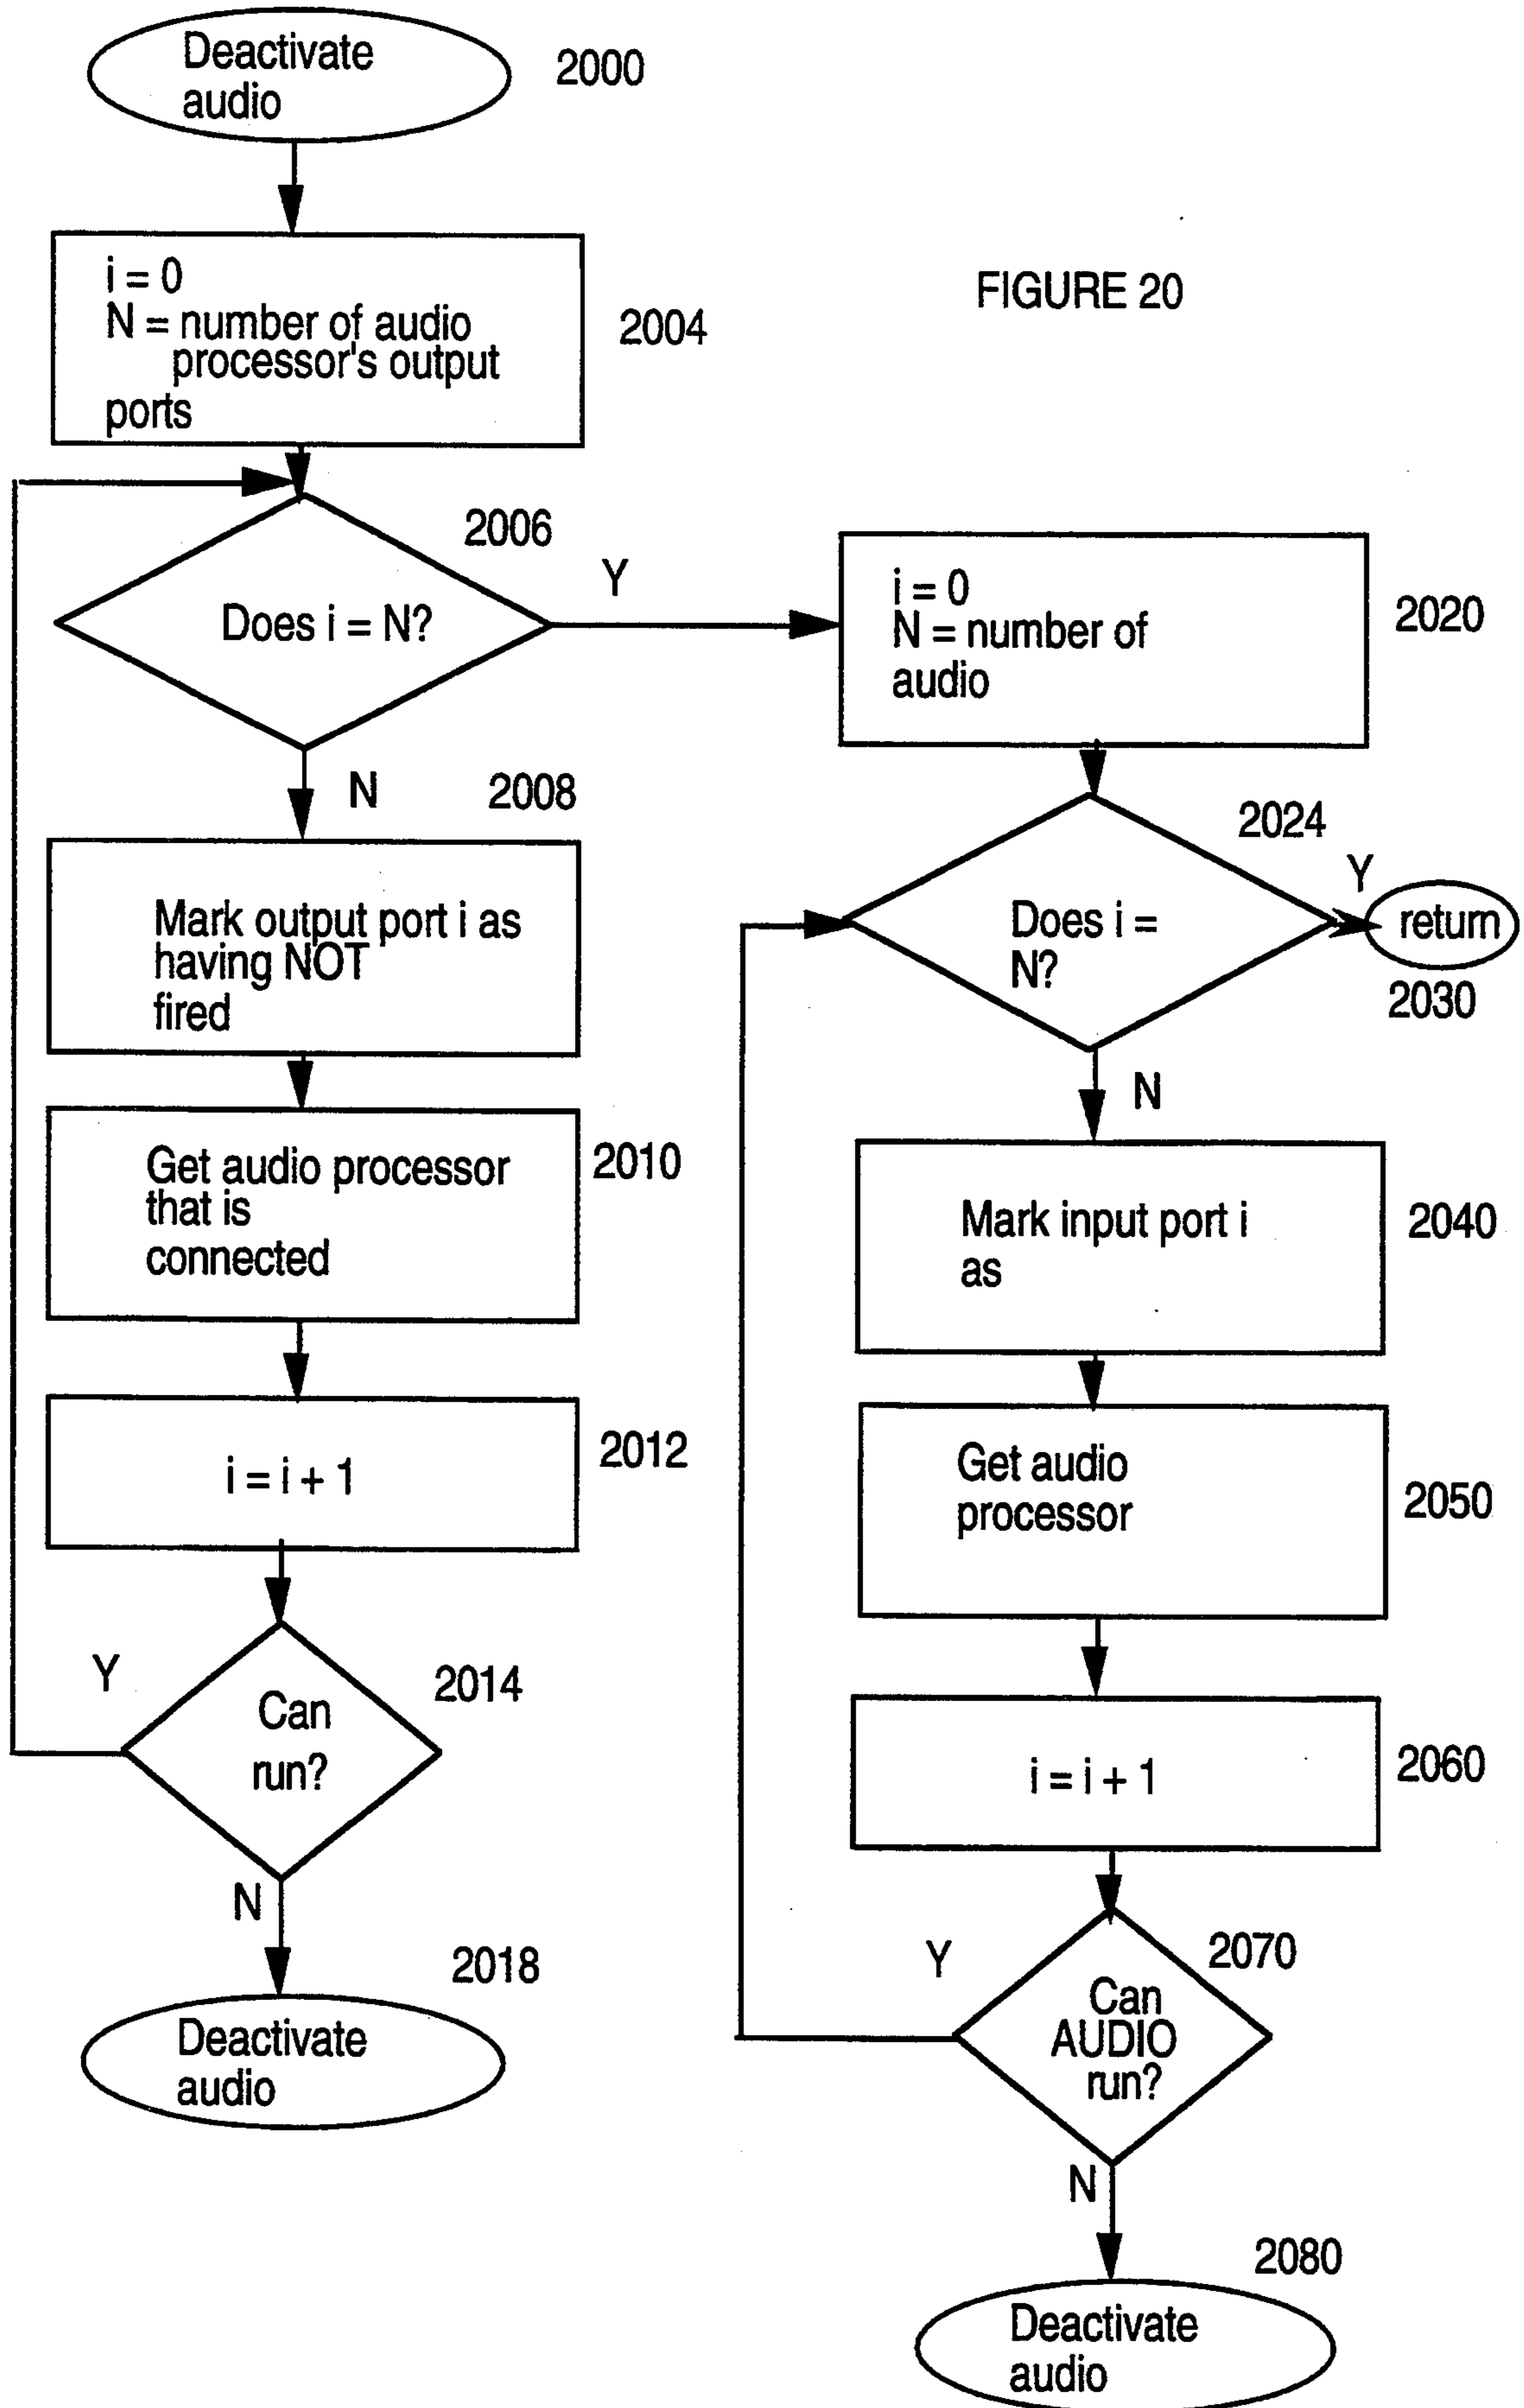 Deactivate
audio
2000
i = 0
N = number of audio
processor's output
ports
2004
FIGURE 20
2006
Does i = N?
Y
N
2008
Mark output port i as
having NOT
fired
Get audio processor
that is
connected
2010
i = i + 1
2012
Y
2014
Can
run?
N
2018
Deactivate
audio
i = 0
N = number of
audio
2020
2024
Does i =
N?
Y
return
2030
N
Mark input port i
as
2040
Get audio
processor
2050
i = i + 1
2060
Y
2070
Can
AUDIO
run?
N
2080
Deactivate
audio